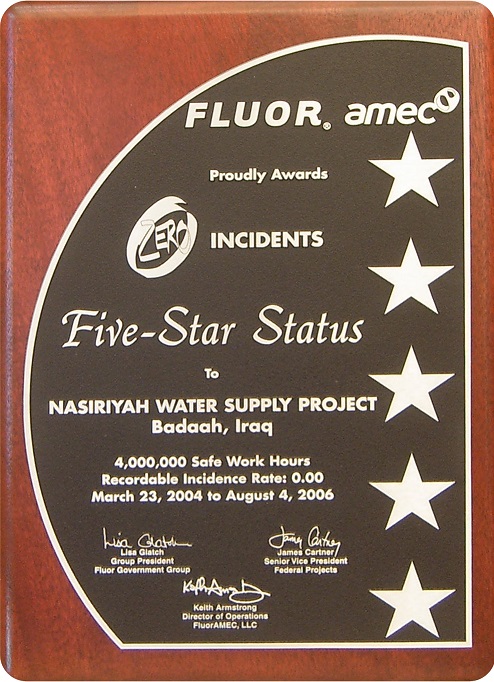 FLUOR® amec
Proudly Awards
ZERO INCIDENTS
Five-Star Status
To
NASIRIYAH WATER SUPPLY PROJECT
Badaah, Iraq
4,000,000 Safe Work Hours
Recordable Incidence Rate: 0.00
March 23, 2004 to August 4, 2006
Lisa Glatch
Lisa Glatch
Group President
Fluor Government Group
James Cartner
Senior Vice President
Federal Projects
Keith Armstrong
Director of Operations
FluorAMEC, LLC